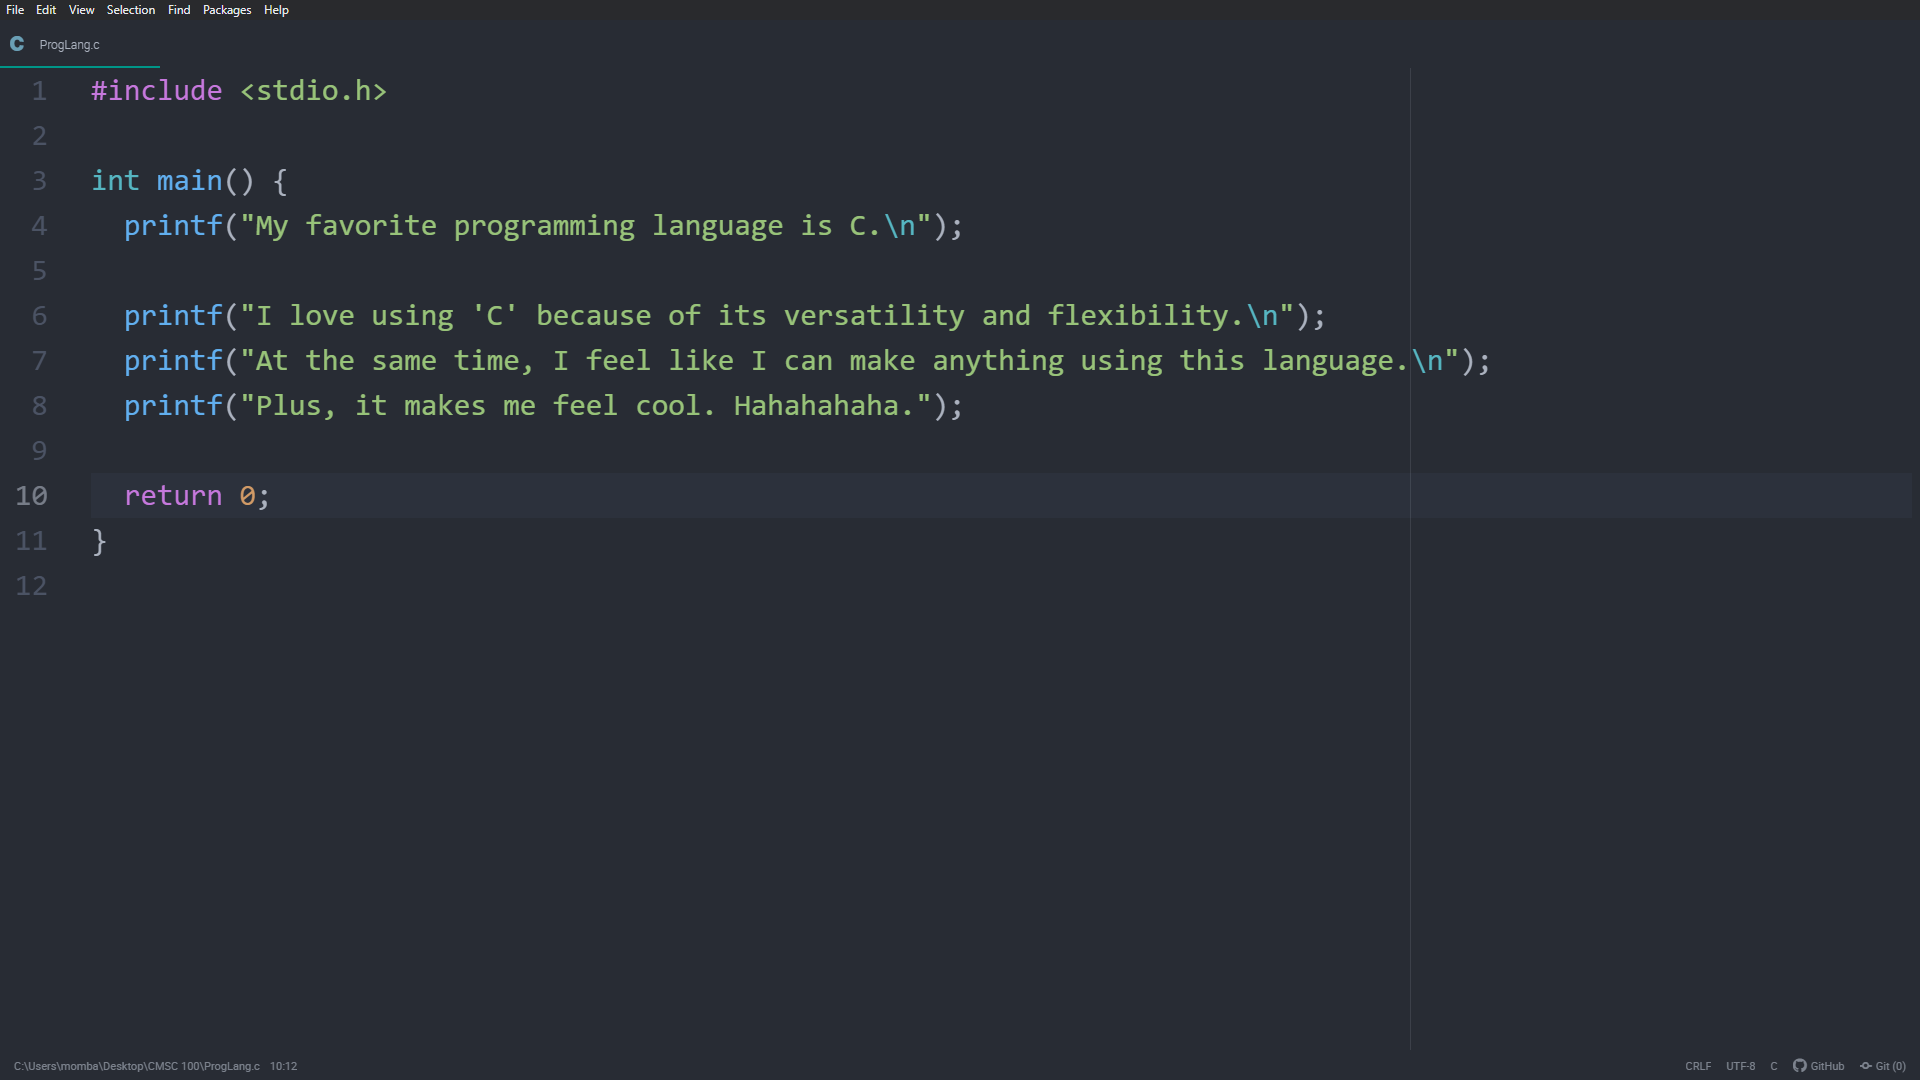 File Edit View Selection Find Packages Help
C ProgLang.c
1 #include <stdio.h>
2
3 int main() {
4   printf("My favorite programming language is C.\n");
5
6   printf("I love using 'C' because of its versatility and flexibility.\n");
7   printf("At the same time, I feel like I can make anything using this language.\n");
8   printf("Plus, it makes me feel cool. Hahahahaha.");
9
10   return 0;
11 }
12
C:\Users\momba\Desktop\CMSC 100\ProgLang.c 10:12 CRLF UTF-8 C GitHub Git (0)